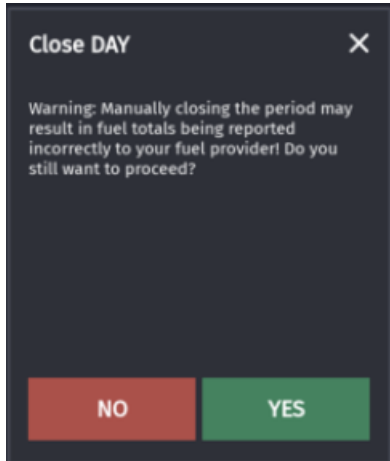 Close DAY
Warning: Manually closing the period may
result in fuel totals being reported
incorrectly to your fuel provider! Do you
still want to proceed?
NO
YES